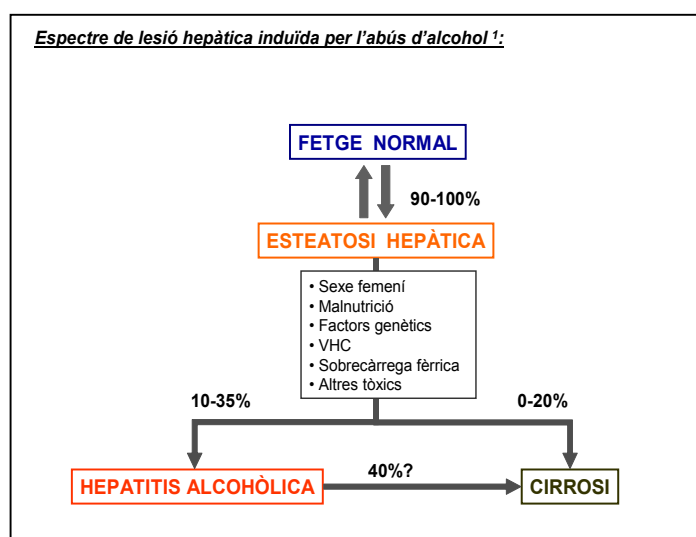 Espectre de lesió hepàtica induïda per l'abús d'alcohol ¹:
FETGE NORMAL
90-100%
ESTEATOSI HEPÀTICA
• Sexe femení
• Malnutrició
• Factors genètics
• VHC
• Sobrecàrrega fèrrica
• Altres tòxics
10-35%
0-20%
HEPATITIS ALCOHÒLICA
40%?
CIRROSI